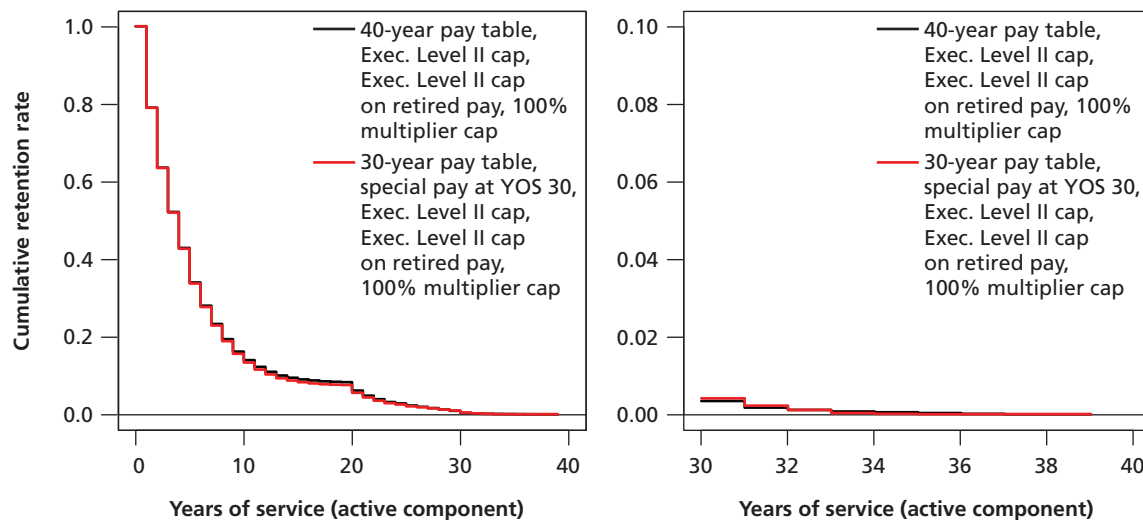 Cumulative retention rate
1.0
0.8
0.6
0.4
0.2
0.0
40-year pay table,
Exec. Level II cap,
Exec. Level II cap
on retired pay, 100%
multiplier cap
30-year pay table,
special pay at YOS 30,
Exec. Level II cap,
Exec. Level II cap
on retired pay,
100% multiplier cap
0 10 20 30 40
Years of service (active component)
0.10
0.08
0.06
0.04
0.02
0.00
40-year pay table,
Exec. Level II cap,
Exec. Level II cap
on retired pay, 100%
multiplier cap
30-year pay table,
special pay at YOS 30,
Exec. Level II cap,
Exec. Level II cap
on retired pay,
100% multiplier cap
30 32 34 36 38 40
Years of service (active component)